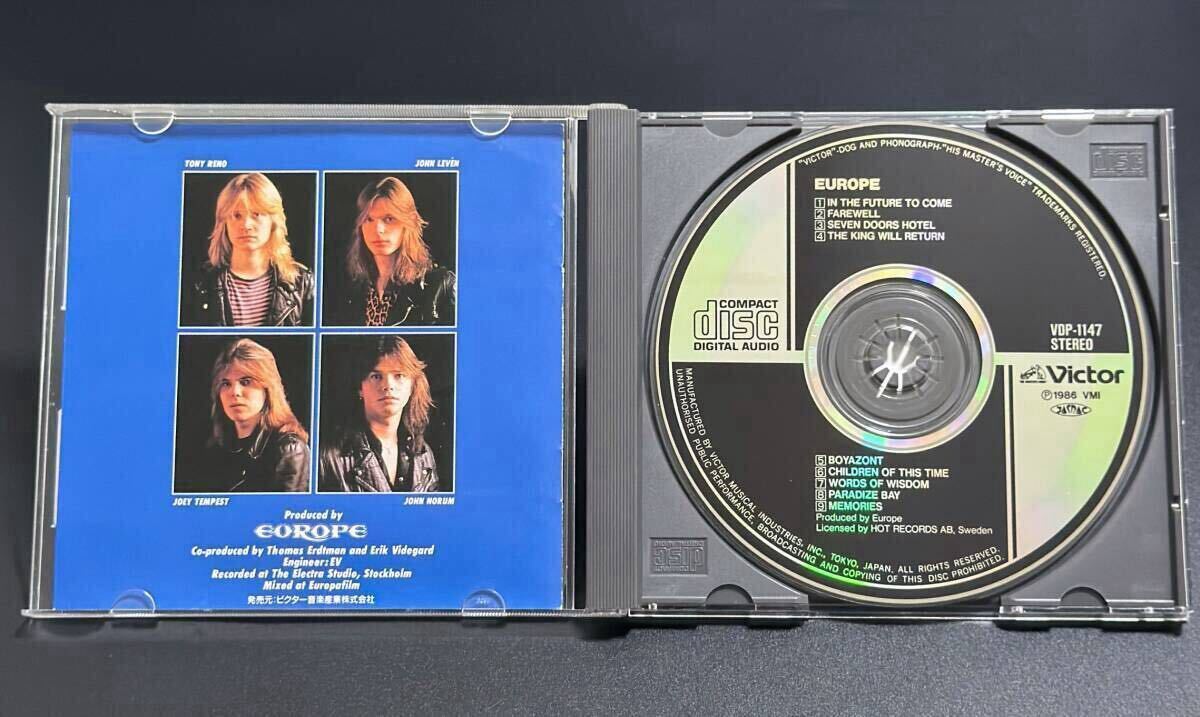 TONY RENO
JOHN LEVÉN
JOEY TEMPEST
JOHN NORUM
Produced by
EUROPE
Co-produced by Thomas Erdtman and Erik Videgard
Engineer:EV
Recorded at The Electra Studio, Stockholm
Mixed at Europafilm
発売元:ビクター音楽産業株式会社
"VICTOR"-DOG AND PHONOGRAPH-"HIS MASTER'S VOICE" TRADEMARKS REGISTERED.
EUROPE
1 IN THE FUTURE TO COME
2 FAREWELL
3 SEVEN DOORS HOTEL
4 THE KING WILL RETURN
COMPACT
disc
DIGITAL AUDIO
VDP-1147
STEREO
Victor
Ⓟ1986 VMI
JASRAC
5 BOYAZONT
6 CHILDREN OF THIS TIME
7 WORDS OF WISDOM
8 PARADIZE BAY
9 MEMORIES
Produced by Europe
Licensed by HOT RECORDS AB, Sweden
MANUFACTURED BY VICTOR MUSICAL INDUSTRIES, INC., TOKYO, JAPAN. ALL RIGHTS RESERVED.
UNAUTHORISED PUBLIC PERFORMANCE, BROADCASTING AND COPYING OF THIS DISC PROHIBITED.
disc
disc